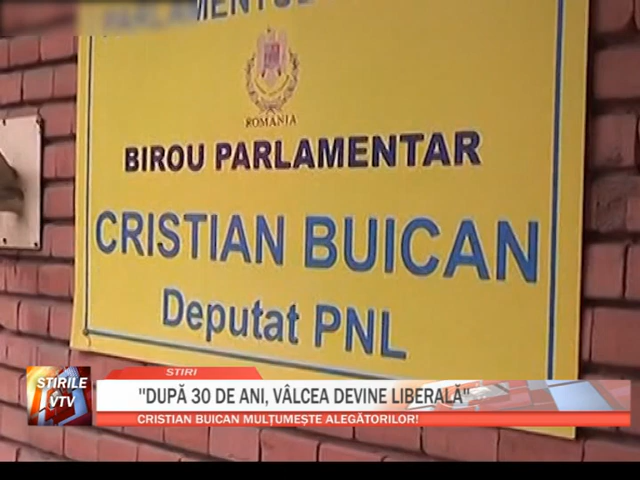 ROMANIA
BIROU PARLAMENTAR
CRISTIAN BUICAN
Deputat PNL
STIRI
STIRILE
VTV
"DUPĂ 30 DE ANI, VÂLCEA DEVINE LIBERALĂ"
CRISTIAN BUICAN MULȚUMEȘTE ALEGĂTORILOR!